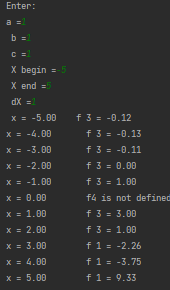 Enter:
a =1
b =1
c =1
X begin =-5
X end =5
dX =1
x = -5.00 f 3 = -0.12
x = -4.00 f 3 = -0.13
x = -3.00 f 3 = -0.11
x = -2.00 f 3 = 0.00
x = -1.00 f 3 = 1.00
x = 0.00 f4 is not defined
x = 1.00 f 3 = 3.00
x = 2.00 f 3 = 1.00
x = 3.00 f 1 = -2.26
x = 4.00 f 1 = -3.75
x = 5.00 f 1 = 9.33